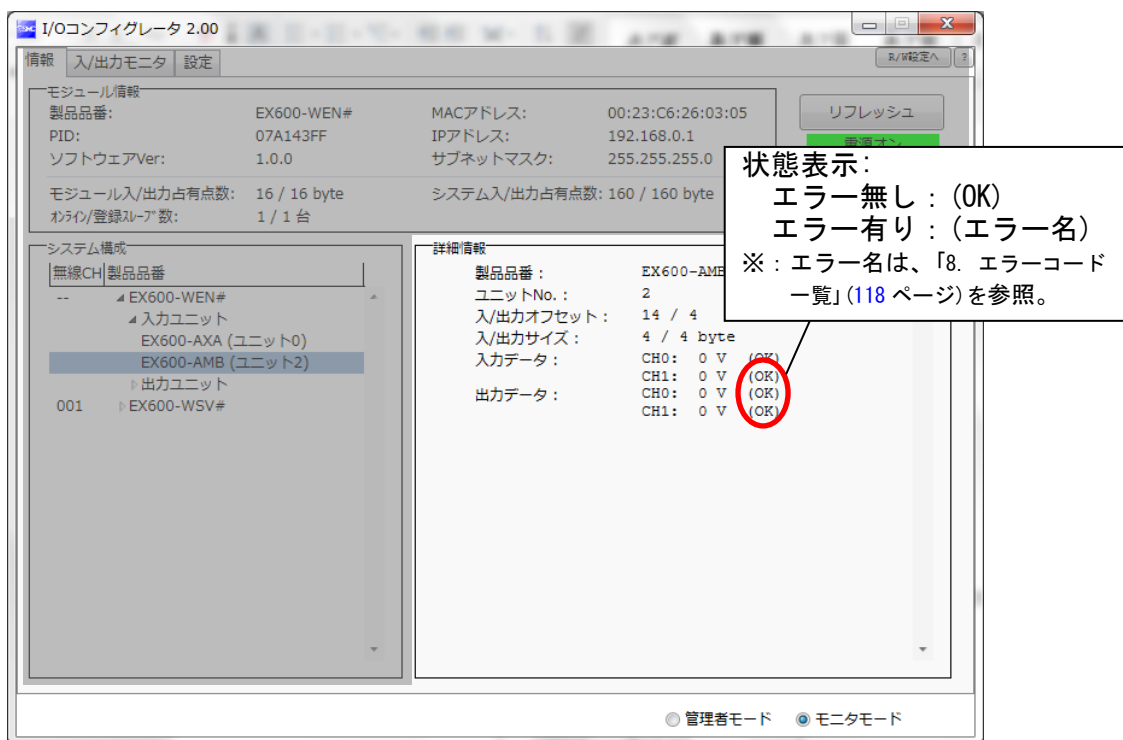 I/Oコンフィグレータ 2.00
情報 入/出力モニタ 設定 R/W設定へ ?
モジュール情報
製品品番: EX600-WEN# MACアドレス: 00:23:C6:26:03:05 リフレッシュ
PID: 07A143FF IPアドレス: 192.168.0.1 電源オン
ソフトウェアVer: 1.0.0 サブネットマスク: 255.255.255.0
モジュール入/出力占有点数: 16 / 16 byte システム入/出力占有点数: 160 / 160 byte
オンライン/登録スレーブ数: 1 / 1 台
状態表示:
エラー無し：(OK)
エラー有り：(エラー名)
※：エラー名は、「8. エラーコード
一覧」(118 ページ)を参照。
システム構成
無線CH 製品品番
-- EX600-WEN#
入力ユニット
EX600-AXA (ユニット0)
EX600-AMB (ユニット2)
出力ユニット
001 EX600-WSV#
詳細情報
製品品番： EX600-AMB
ユニットNo.： 2
入/出力オフセット： 14 / 4
入/出力サイズ： 4 / 4 byte
入力データ： CH0: 0 V (OK)
CH1: 0 V (OK)
出力データ： CH0: 0 V (OK)
CH1: 0 V (OK)
管理者モード モニタモード